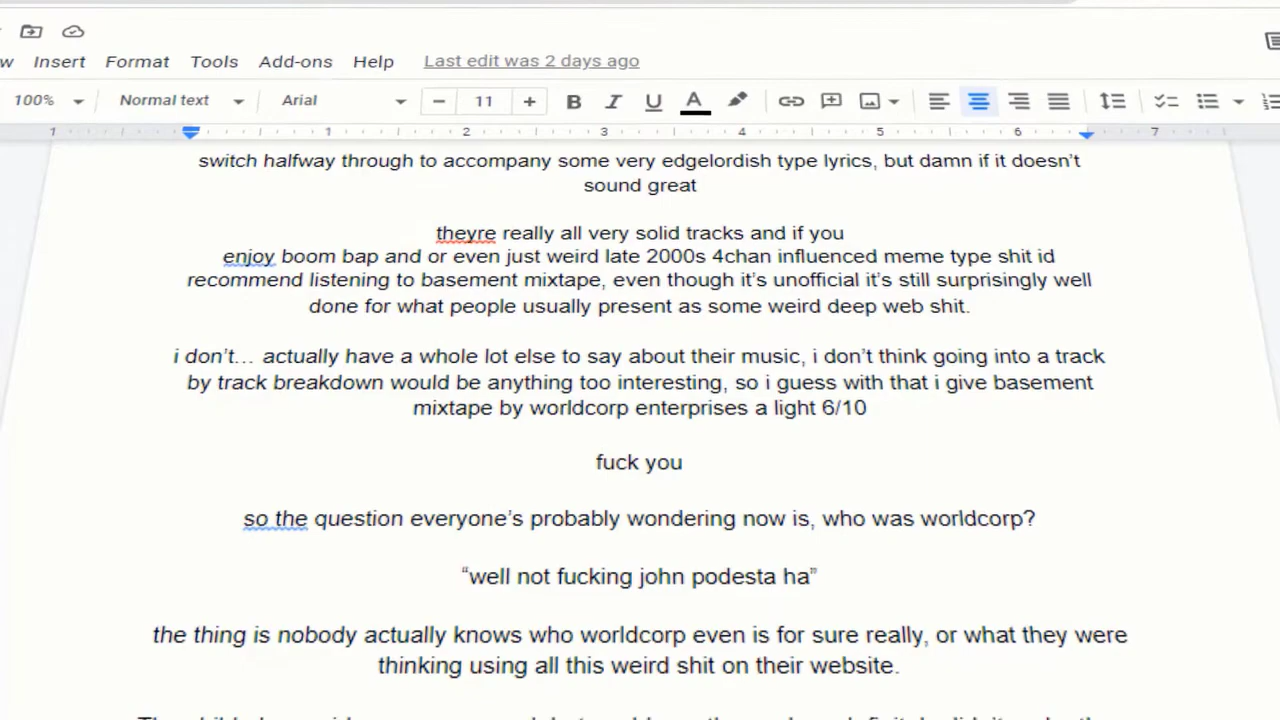 Insert Format Tools Add-ons Help Last edit was 2 days ago
100% Normal text Arial 11 B I U A
1 1 2 3 4 5 6 7
switch halfway through to accompany some very edgelordish type lyrics, but damn if it doesn't
sound great
theyre really all very solid tracks and if you
enjoy boom bap and or even just weird late 2000s 4chan influenced meme type shit id
recommend listening to basement mixtape, even though it's unofficial it's still surprisingly well
done for what people usually present as some weird deep web shit.
i don't… actually have a whole lot else to say about their music, i don't think going into a track
by track breakdown would be anything too interesting, so i guess with that i give basement
mixtape by worldcorp enterprises a light 6/10
fuck you
so the question everyone's probably wondering now is, who was worldcorp?
“well not fucking john podesta ha”
the thing is nobody actually knows who worldcorp even is for sure really, or what they were
thinking using all this weird shit on their website.